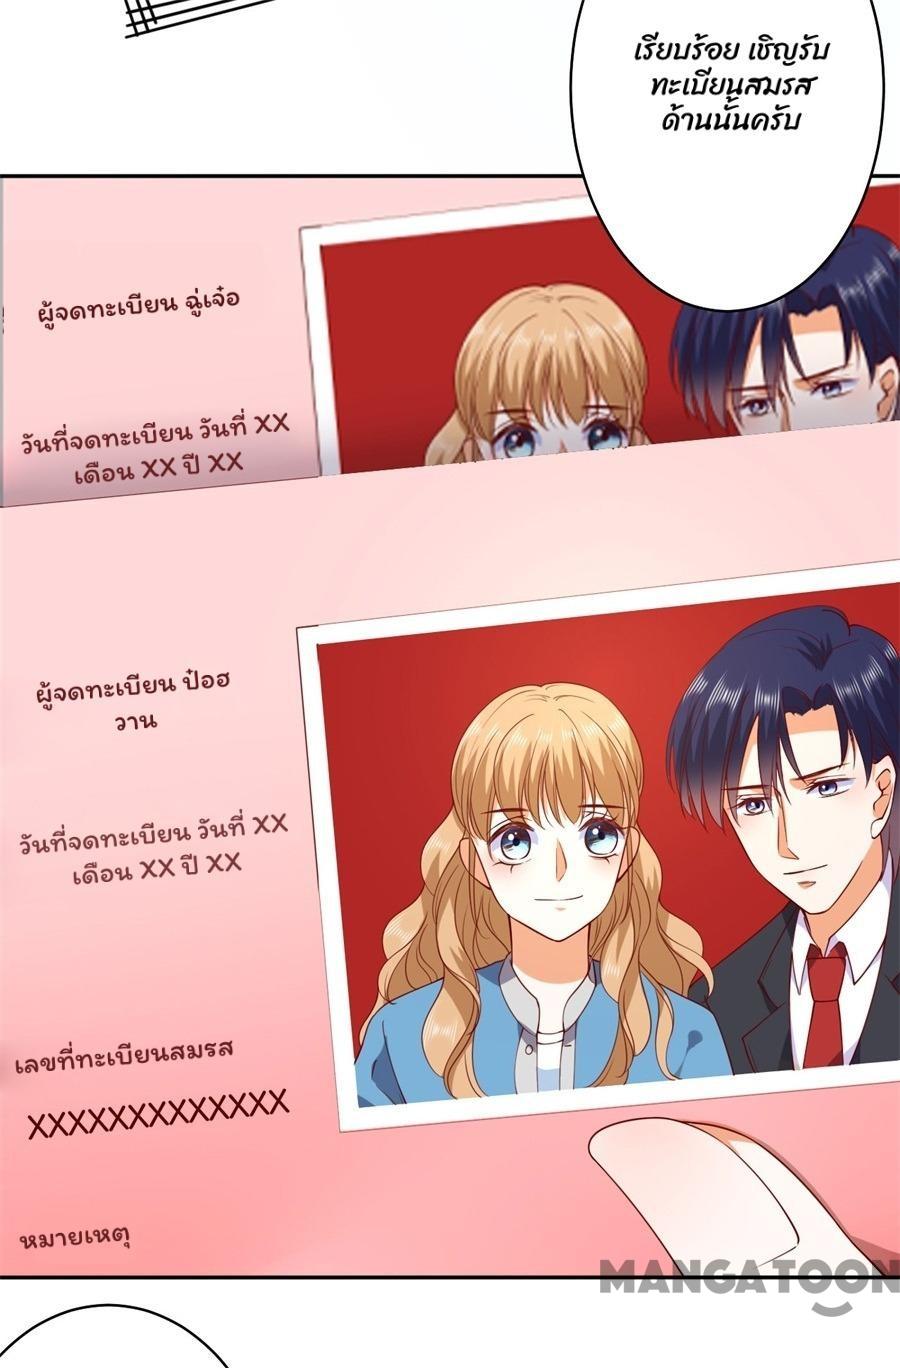 เรียบร้อย เชิญรับ
ทะเบียนสมรส
ด้านนั้นครับ
ผู้จดทะเบียน ฉู่เจ๋อ
วันที่จดทะเบียน วันที่ XX
เดือน XX ปี XX
ผู้จดทะเบียน ป๋อฮ
วาน
วันที่จดทะเบียน วันที่ XX
เดือน XX ปี XX
เลขที่ทะเบียนสมรส
XXXXXXXXXXXXX
หมายเหตุ
MANGATOON